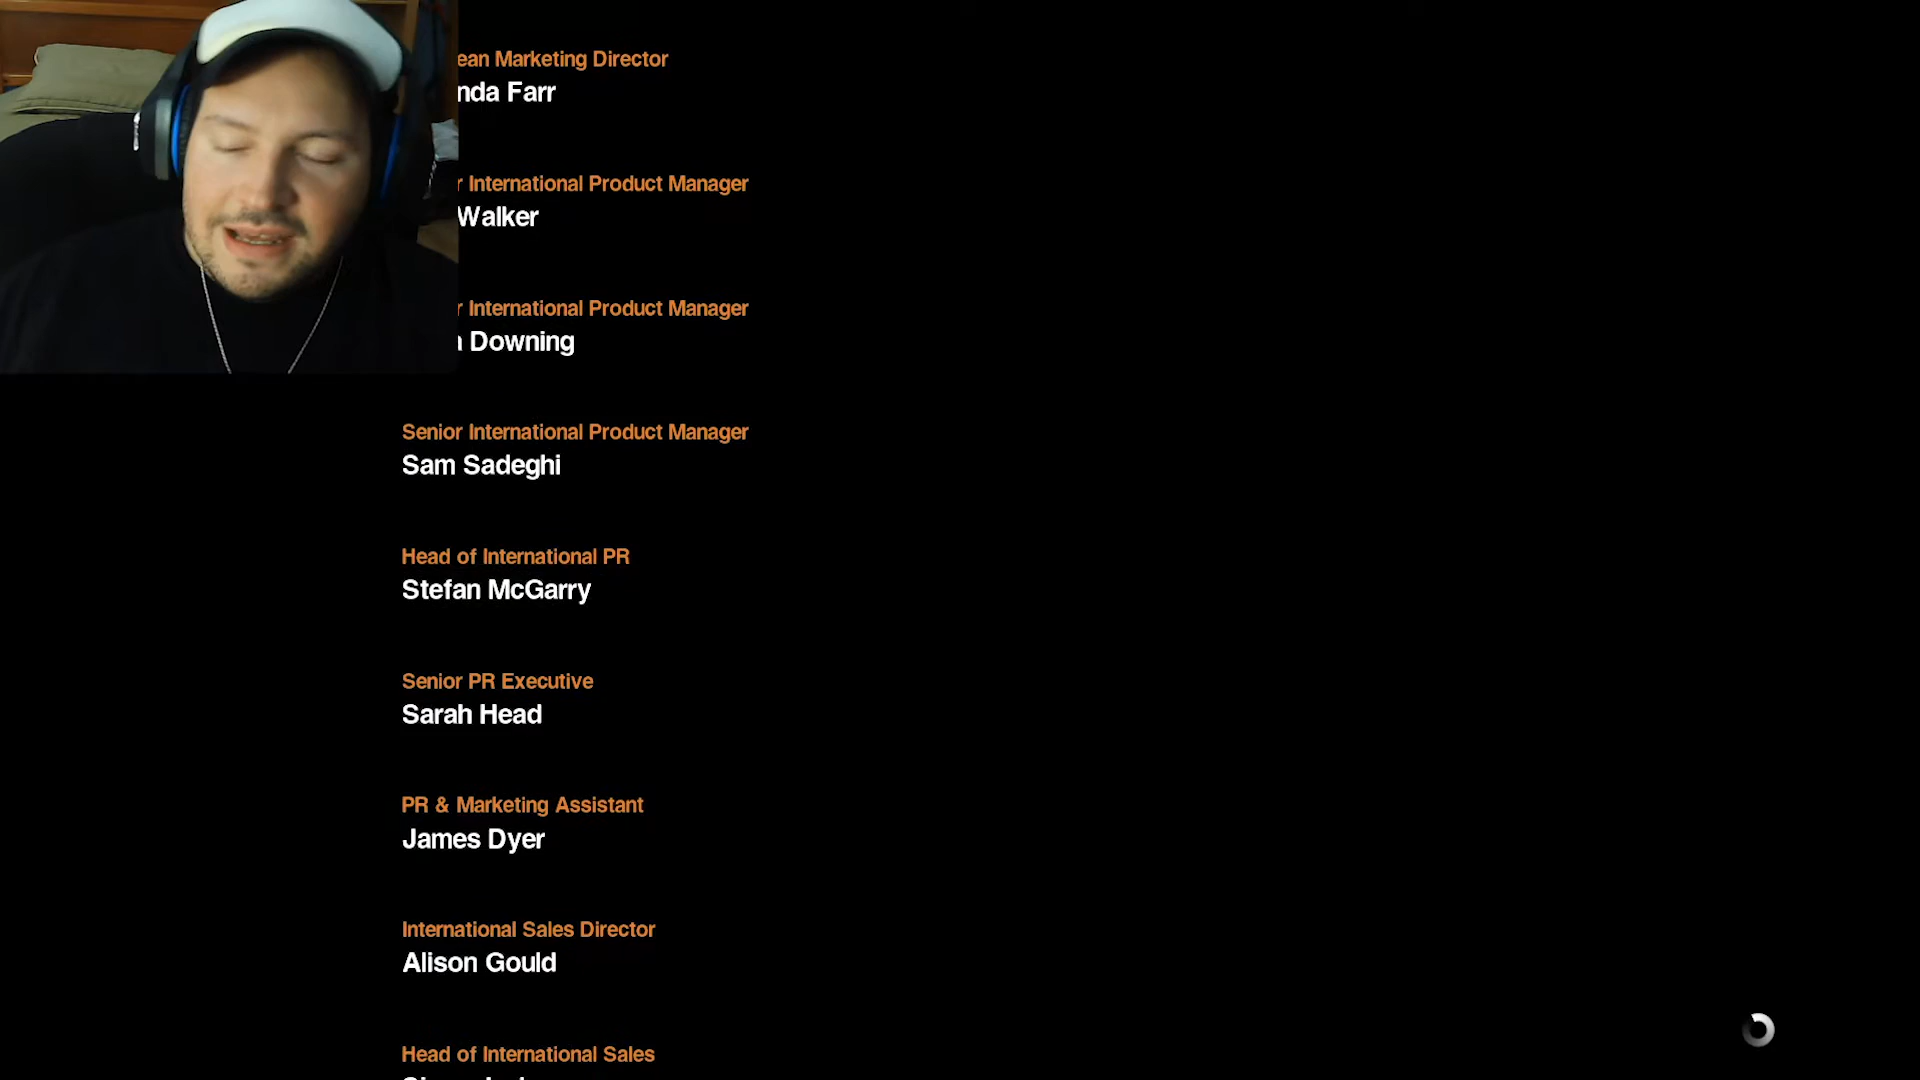 Marketing Director
Farr
International Product Manager
Walker
International Product Manager
Downing
Senior International Product Manager
Sam Sadeghi
Head of International PR
Stefan McGarry
Senior PR Executive
Sarah Head
PR & Marketing Assistant
James Dyer
International Sales Director
Alison Gould
Head of International Sales